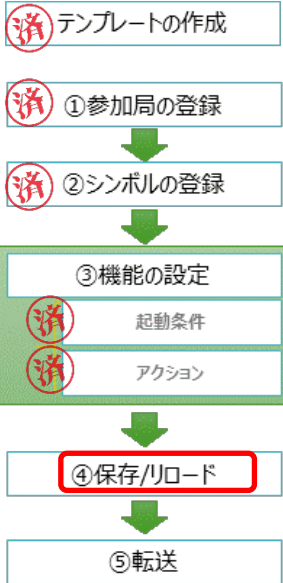 済 テンプレートの作成
済 ①参加局の登録
済 ②シンボルの登録
③機能の設定
済 起動条件
済 アクション
④保存/リロード
⑤転送